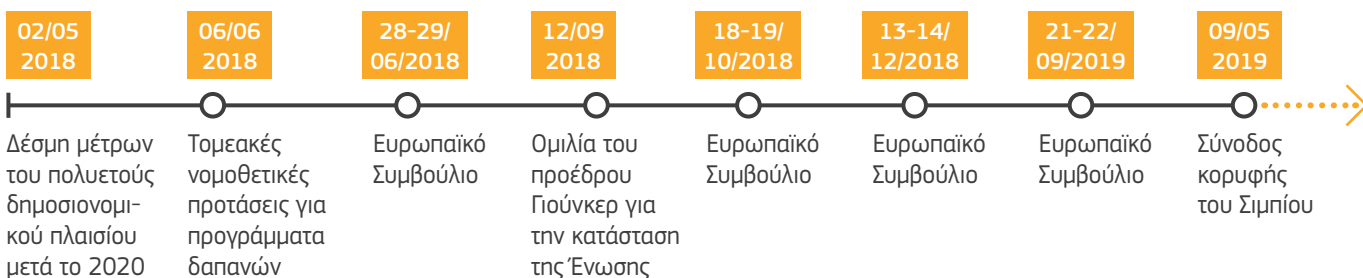 02/05
2018
06/06
2018
28-29/
06/2018
12/09
2018
18-19/
10/2018
13-14/
12/2018
21-22/
09/2019
09/05
2019
Δέσμη μέτρων
του πολυετούς
δημοσιονομι-
κού πλαισίου
μετά το 2020
Τομεακές
νομοθετικές
προτάσεις για
προγράμματα
δαπανών
Ευρωπαϊκό
Συμβούλιο
Ομιλία του
προέδρου
Γιούνκερ για
την κατάσταση
της Ένωσης
Ευρωπαϊκό
Συμβούλιο
Ευρωπαϊκό
Συμβούλιο
Ευρωπαϊκό
Συμβούλιο
Σύνοδος
κορυφής
του Σιμπίου